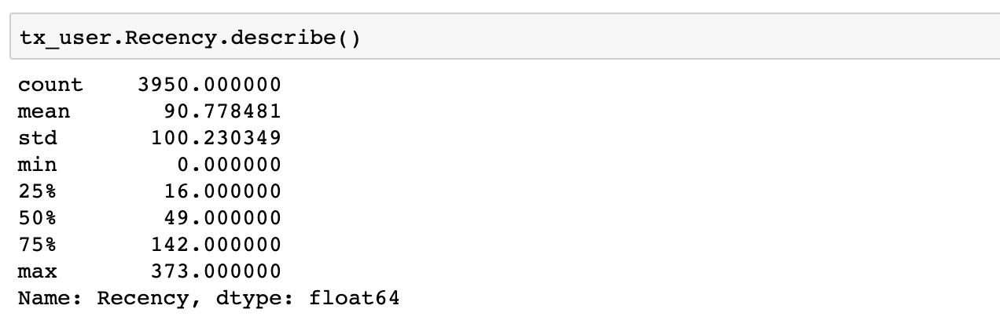 tx_user.Recency.describe()
count    3950.000000
mean       90.778481
std       100.230349
min         0.000000
25%        16.000000
50%        49.000000
75%       142.000000
max       373.000000
Name: Recency, dtype: float64